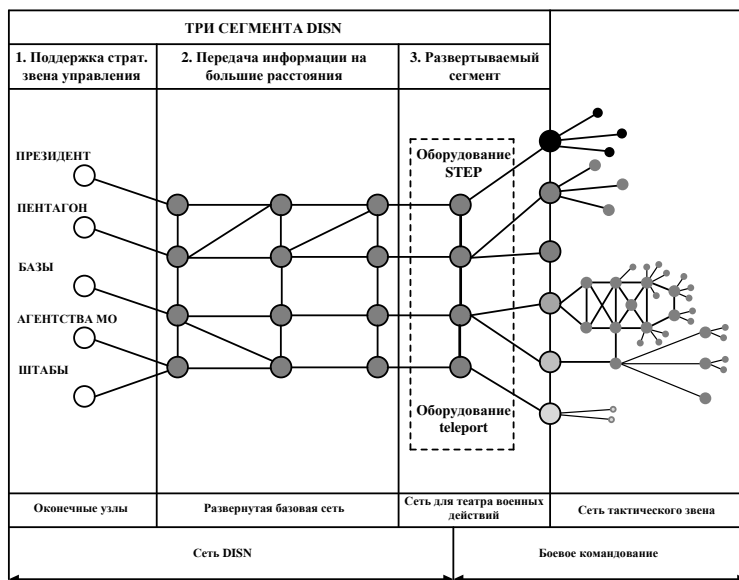 ТРИ СЕГМЕНТА DISN
1. Поддержка страт.
звена управления
2. Передача информации на
большие расстояния
3. Развертываемый
сегмент
ПРЕЗИДЕНТ
ПЕНТАГОН
БАЗЫ
АГЕНТСТВА МО
ШТАБЫ
Оборудование
STEP
Оборудование
teleport
Оконечные узлы
Развернутая базовая сеть
Сеть для театра военных
действий
Сеть тактического звена
Сеть DISN
Боевое командование